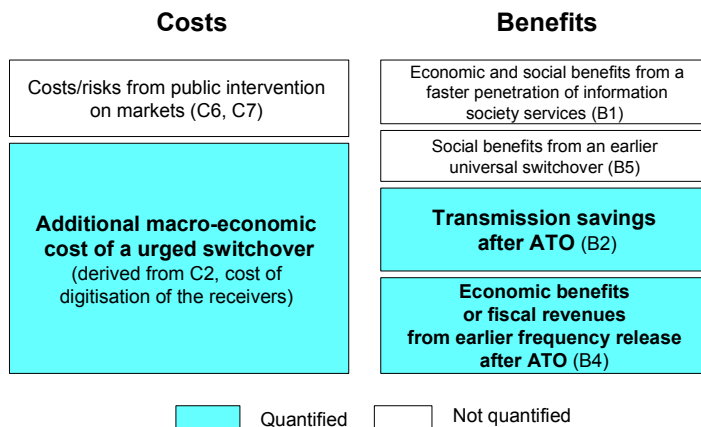 Costs
Benefits
Costs/risks from public intervention
on markets (C6, C7)
Additional macro-economic
cost of a urged switchover
(derived from C2, cost of
digitisation of the receivers)
Economic and social benefits from a
faster penetration of information
society services (B1)
Social benefits from an earlier
universal switchover (B5)
Transmission savings
after ATO (B2)
Economic benefits
or fiscal revenues
from earlier frequency release
after ATO (B4)
Quantified
Not quantified